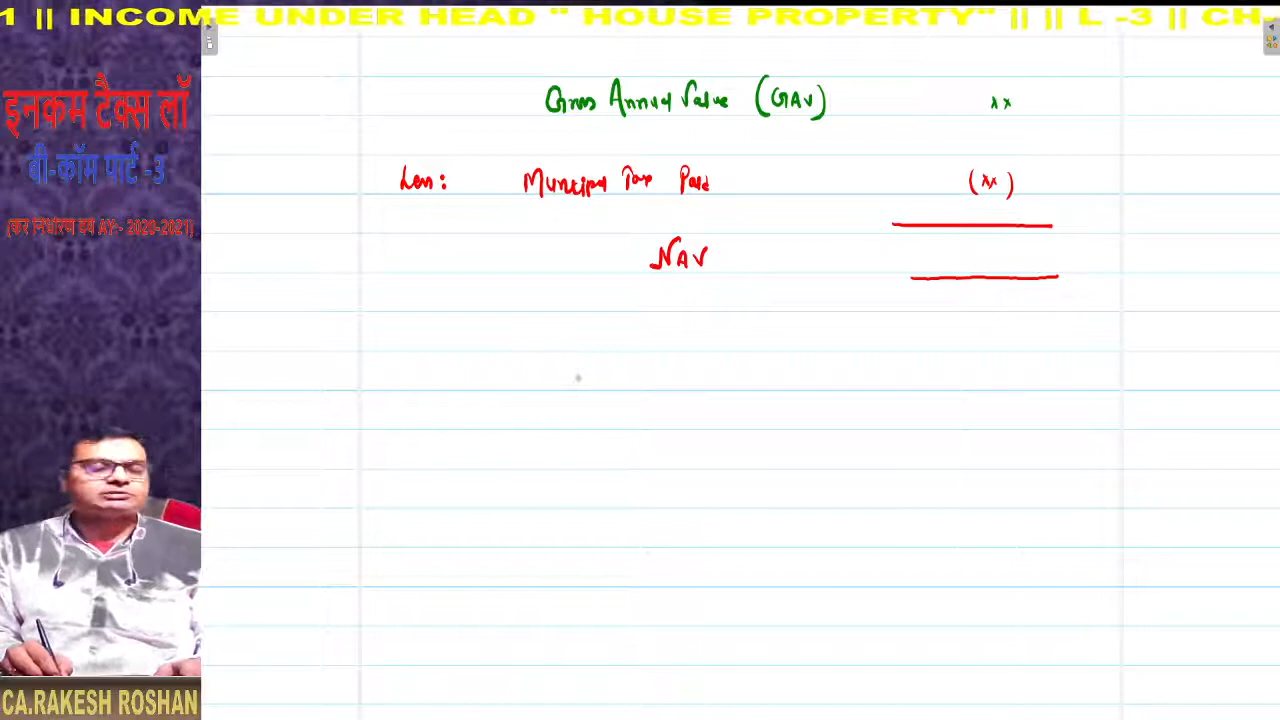 1 || INCOME UNDER HEAD " HOUSE PROPERTY" || || L -3 || CH
इनकम टैक्स लॉ
बी-कॉम पार्ट -3
(कर निर्धारण वर्ष AY:- 2020-2021)
Gross Annual Value (GAV) xx
Less: Municipal Tax Paid (xx)
NAV
CA.RAKESH ROSHAN